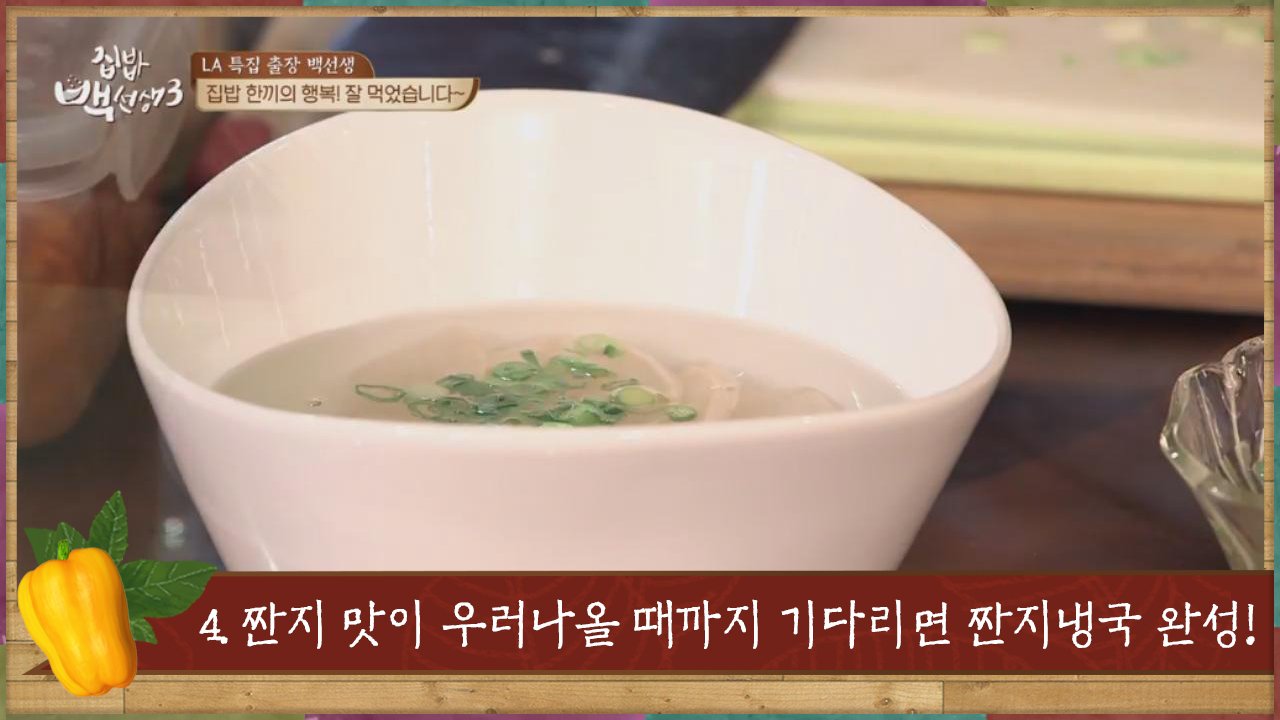 집밥
백선생3
LA 특집 출장 백선생
집밥 한끼의 행복! 잘 먹었습니다~
4. 짠지 맛이 우러나올 때까지 기다리면 짠지냉국 완성!